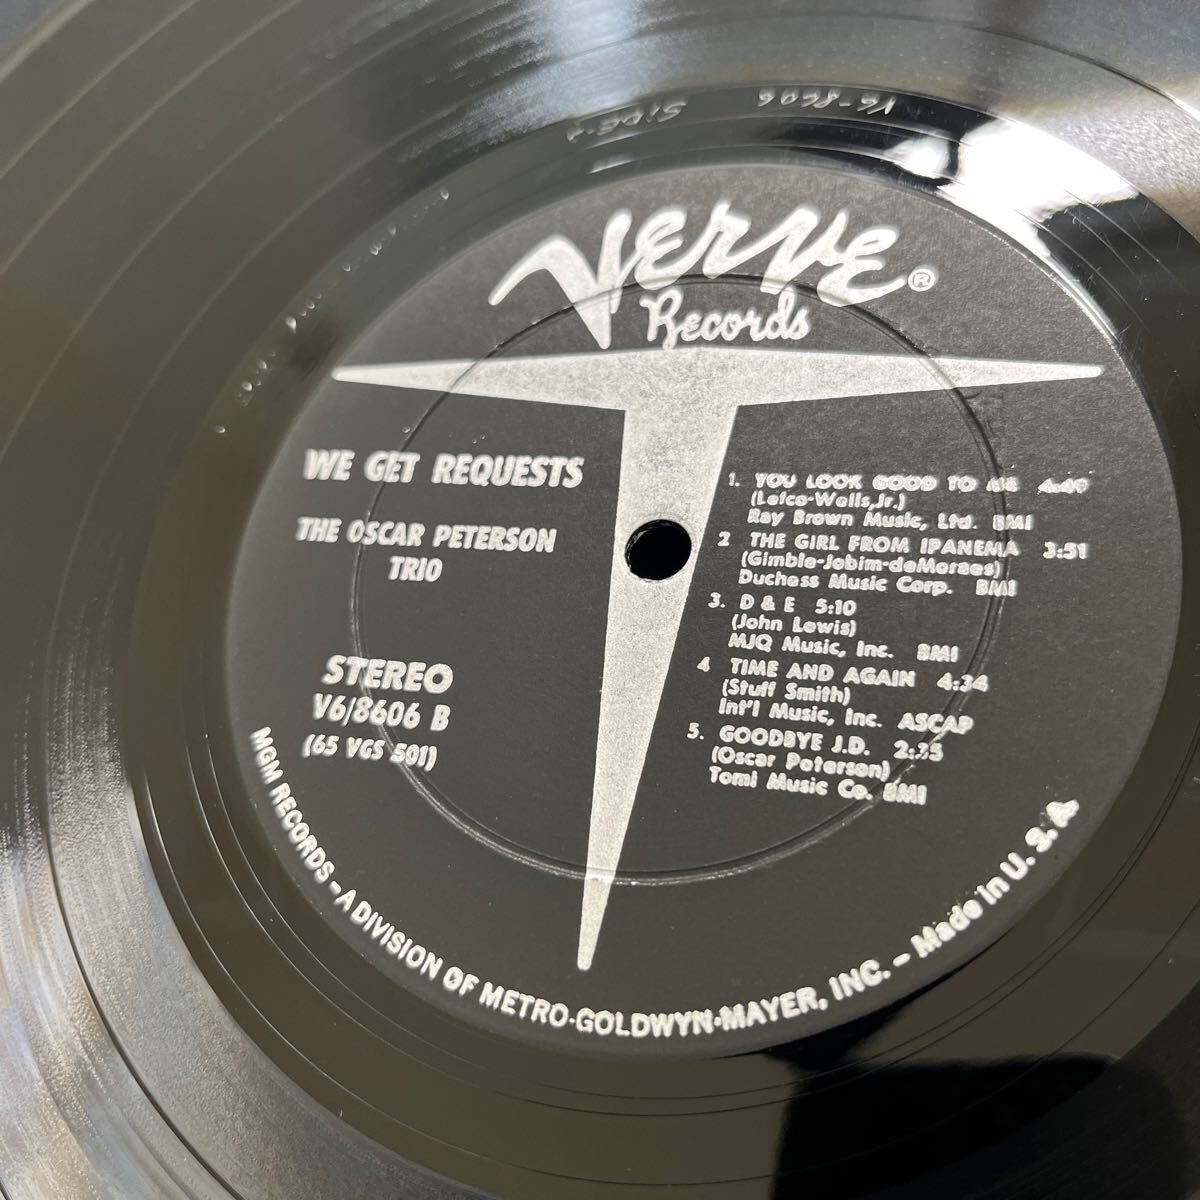 V6-8606 SIDE-
Verve®
Records
WE GET REQUESTS
THE OSCAR PETERSON
TRIO
STEREO
V6/8606 B
(65 VGS 501)
1. YOU LOOK GOOD TO ME 4:49
(Lefco-Wells,Jr.)
Ray Brown Music, Ltd. BMI
2 THE GIRL FROM IPANEMA 3:51
(Gimble-Jobim-deMoraes)
Duchess Music Corp. BMI
3. D & E 5:10
(John Lewis)
MJQ Music, Inc. BMI
4 TIME AND AGAIN 4:34
(Stuff Smith)
Int'l Music, Inc. ASCAP
5. GOODBYE J.D.
(Oscar Peterson)
Tomi Music Co. BMI
MGM RECORDS - A DIVISION OF METRO-GOLDWYN-MAYER, INC. - Made in U. S. A.